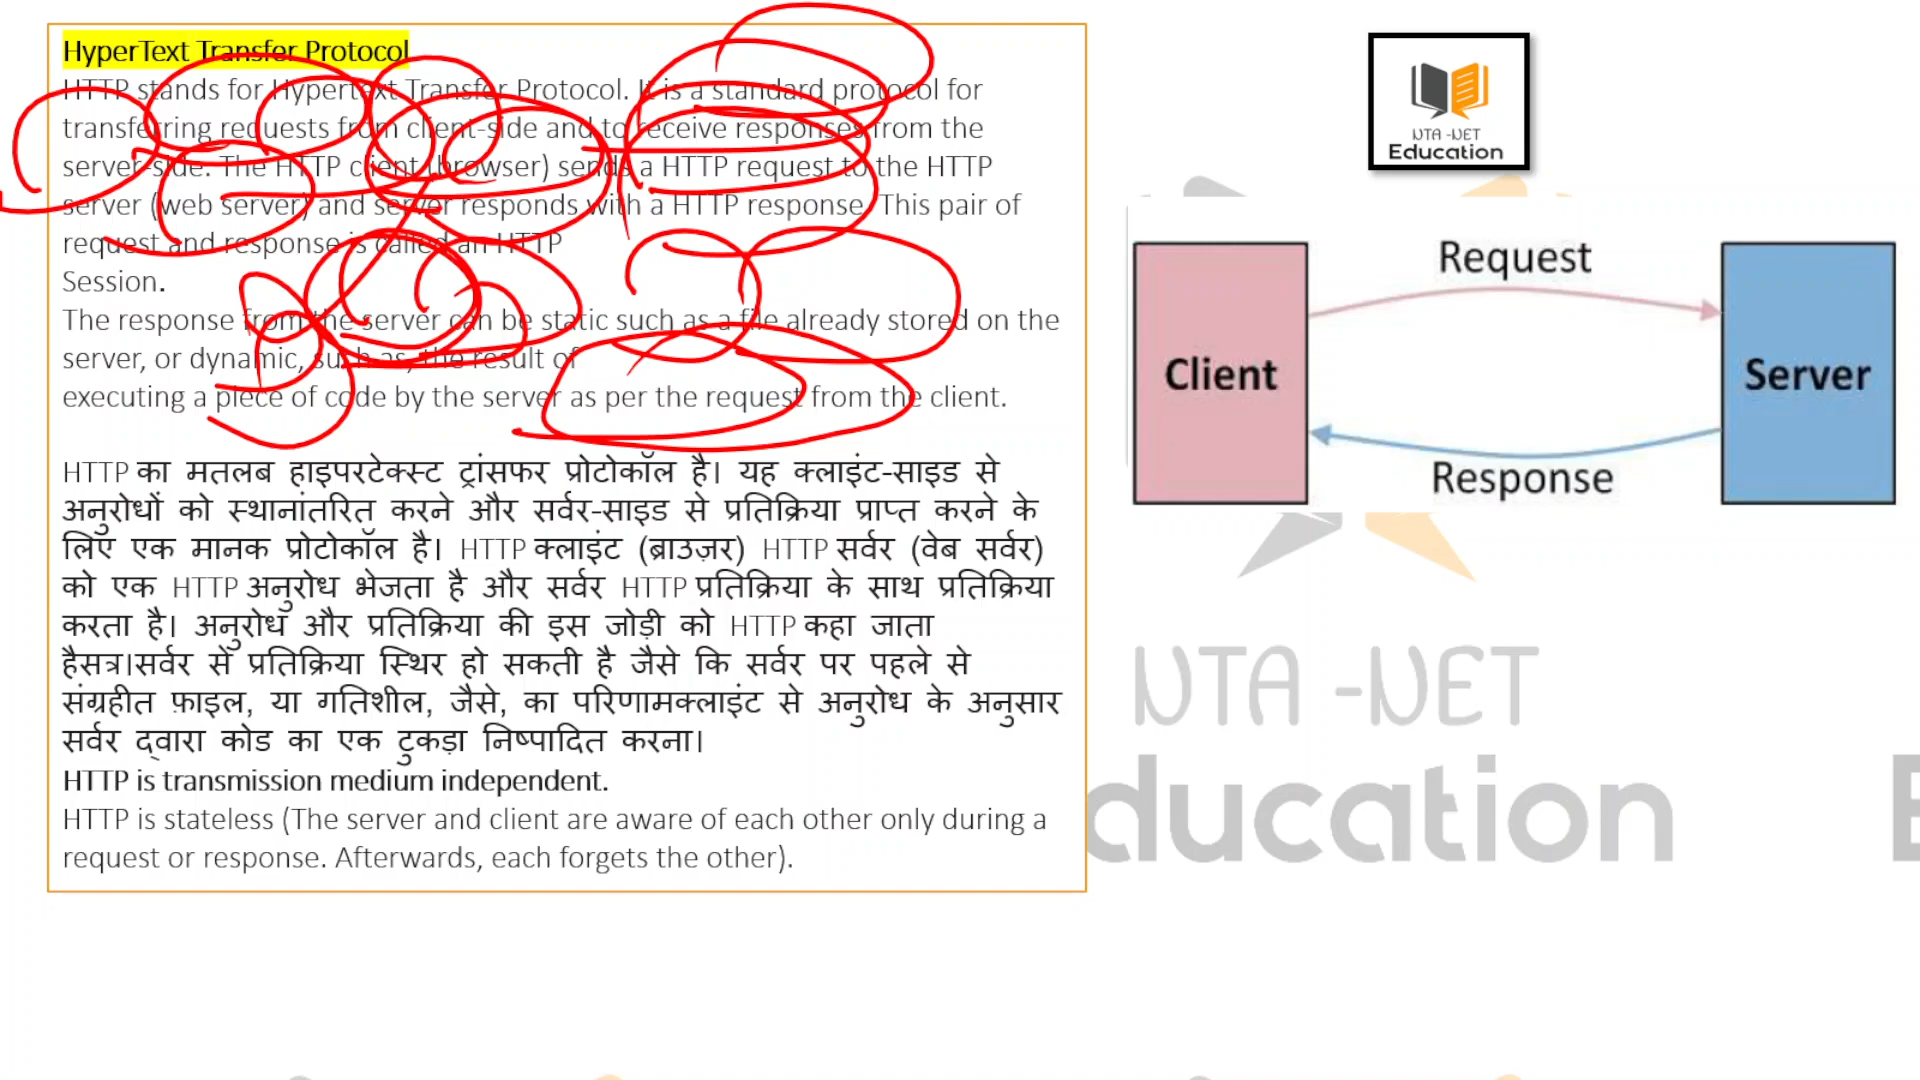 HyperText Transfer Protocol
HTTP stands for Hypertext Transfer Protocol. It is a standard protocol for
transferring requests from client-side and to receive responses from the
server-side. The HTTP client (browser) sends a HTTP request to the HTTP
server (web server) and server responds with a HTTP response. This pair of
request and response is called an HTTP
Session.
The response from the server can be static such as a file already stored on the
server, or dynamic, such as, the result of
executing a piece of code by the server as per the request from the client.
HTTP का मतलब हाइपरटेक्स्ट ट्रांसफर प्रोटोकॉल है। यह क्लाइंट-साइड से
अनुरोधों को स्थानांतरित करने और सर्वर-साइड से प्रतिक्रिया प्राप्त करने के
लिए एक मानक प्रोटोकॉल है। HTTP क्लाइंट (ब्राउज़र) HTTP सर्वर (वेब सर्वर)
को एक HTTP अनुरोध भेजता है और सर्वर HTTP प्रतिक्रिया के साथ प्रतिक्रिया
करता है। अनुरोध और प्रतिक्रिया की इस जोड़ी को HTTP कहा जाता
हैसत्र।सर्वर से प्रतिक्रिया स्थिर हो सकती है जैसे कि सर्वर पर पहले से
संग्रहीत फ़ाइल, या गतिशील, जैसे, का परिणामक्लाइंट से अनुरोध के अनुसार
सर्वर द्वारा कोड का एक टुकड़ा निष्पादित करना।
HTTP is transmission medium independent.
HTTP is stateless (The server and client are aware of each other only during a
request or response. Afterwards, each forgets the other).
NTA -NET
Education
Request
Client
Server
Response
NTA -NET
ducation
E